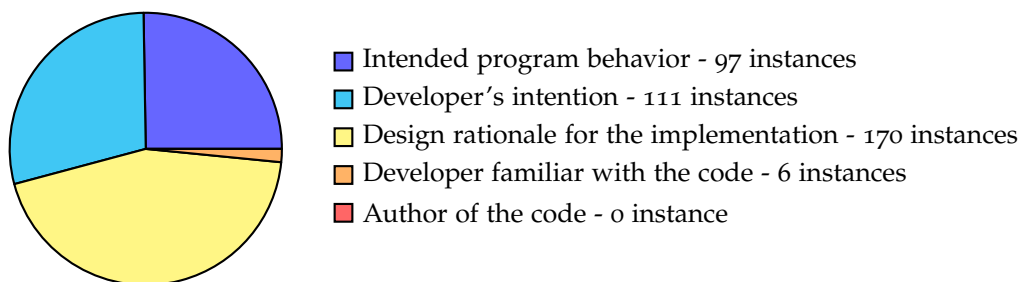 Intended program behavior - 97 instances
Developer's intention - 111 instances
Design rationale for the implementation - 170 instances
Developer familiar with the code - 6 instances
Author of the code - 0 instance